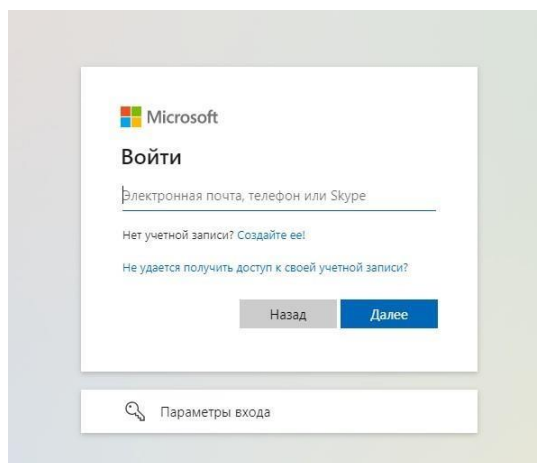 Microsoft
Войти
Электронная почта, телефон или Skype
Нет учетной записи? Создайте ее!
Не удается получить доступ к своей учетной записи?
Назад Далее
Параметры входа